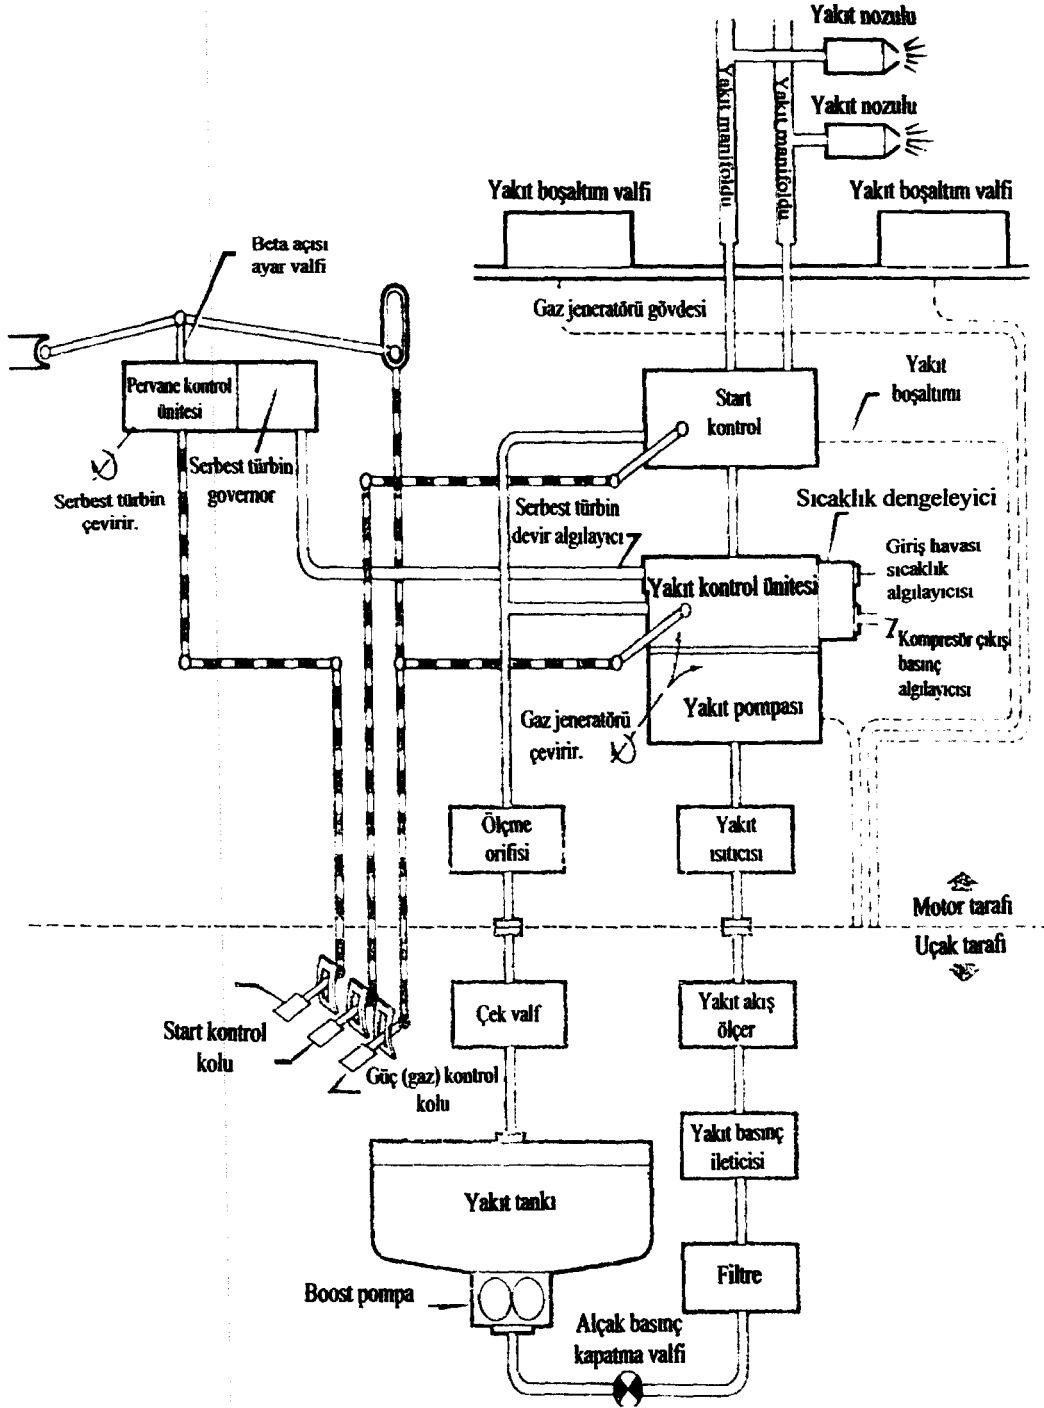 Yakıt nozulu
Yakıt manifoldu
Yakıt manifoldu
Yakıt nozulu
Yakıt boşaltım valfi
Yakıt boşaltım valfi
Beta açısı
ayar valfi
Gaz jeneratörü gövdesi
Yakıt
boşaltımı
Pervane kontrol
ünitesi
Start
kontrol
Serbest türbin
governor
Serbest türbin
çevirir.
Serbest türbin
devir algılayıcı
Sıcaklık dengeleyici
Giriş havası
sıcaklık
algılayıcısı
Yakıt kontrol ünitesi
Kompresör çıkışı
basınç
algılayıcısı
Yakıt pompası
Gaz jeneratörü
çevirir.
Ölçme
orifisi
Yakıt
ısıtıcısı
Motor tarafı
Uçak tarafı
Start kontrol
kolu
Çek valf
Yakıt akış
ölçer
Güç (gaz) kontrol
kolu
Yakıt basınç
ileticisi
Yakıt tankı
Filtre
Boost pompa
Alçak basınç
kapatma valfi